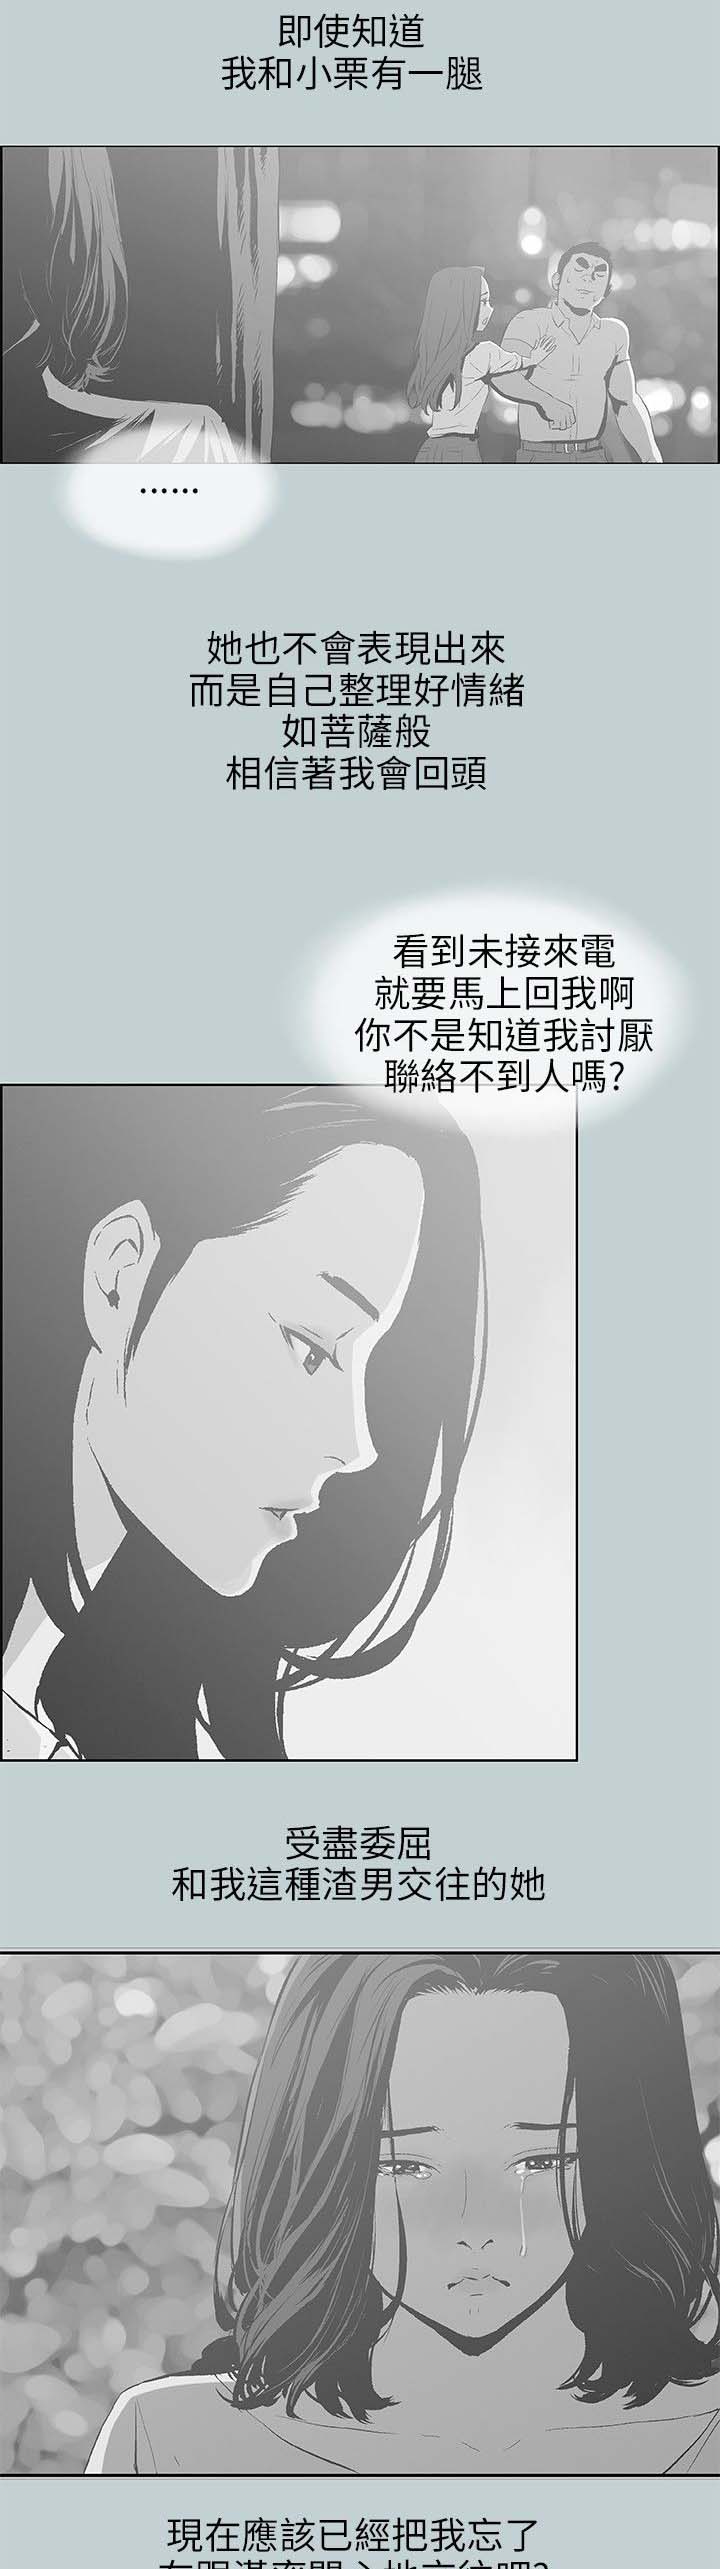 即使知道
我和小栗有一腿
……
她也不會表現出來
而是自己整理好情緒
如菩薩般
相信著我會回頭
看到未接來電
就要馬上回我啊
你不是知道我討厭
聯絡不到人嗎?
受盡委屈
和我這種渣男交往的她
現在應該已經把我忘了